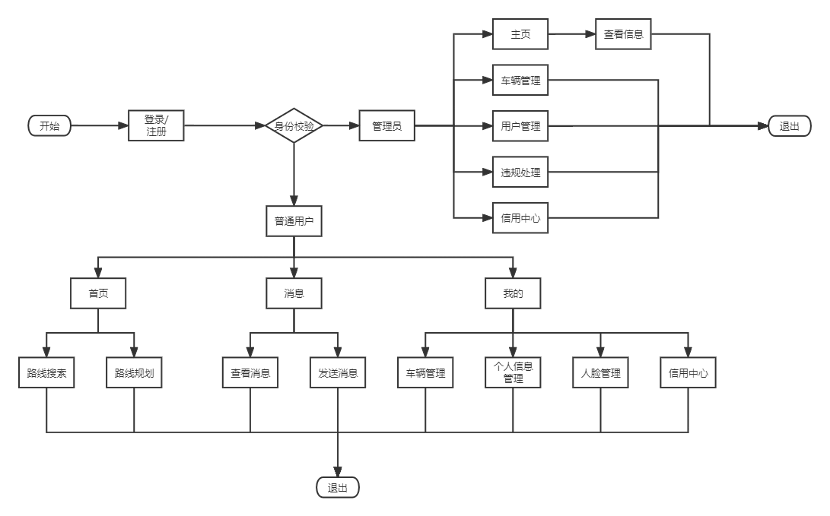 主页
查看信息
车辆管理
开始
登录/
注册
身份校验
管理员
用户管理
退出
违规处理
信用中心
普通用户
首页
消息
我的
路线搜索
路线规划
查看消息
发送消息
车辆管理
个人信息
管理
人脸管理
信用中心
退出